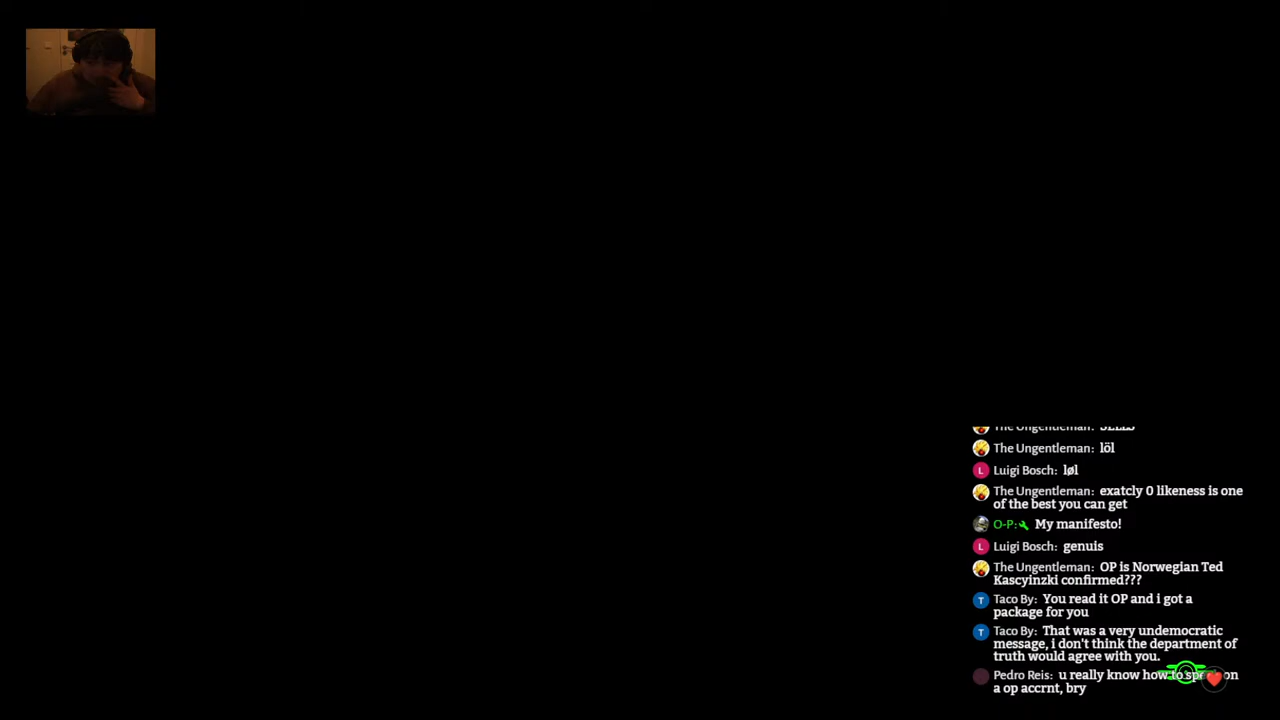 The Ungentleman:
The Ungentleman: löl
Luigi Bosch: løl
The Ungentleman: exatcly 0 likeness is one
of the best you can get
O-P: My manifesto!
Luigi Bosch: genuis
The Ungentleman: OP is Norwegian Ted
Kascyinzki confirmed???
Taco By: You read it OP and i got a
package for you
Taco By: That was a very undemocratic
message, i don't think the department of
truth would agree with you.
Pedro Reis: u really know how to on
a op accrnt, bry